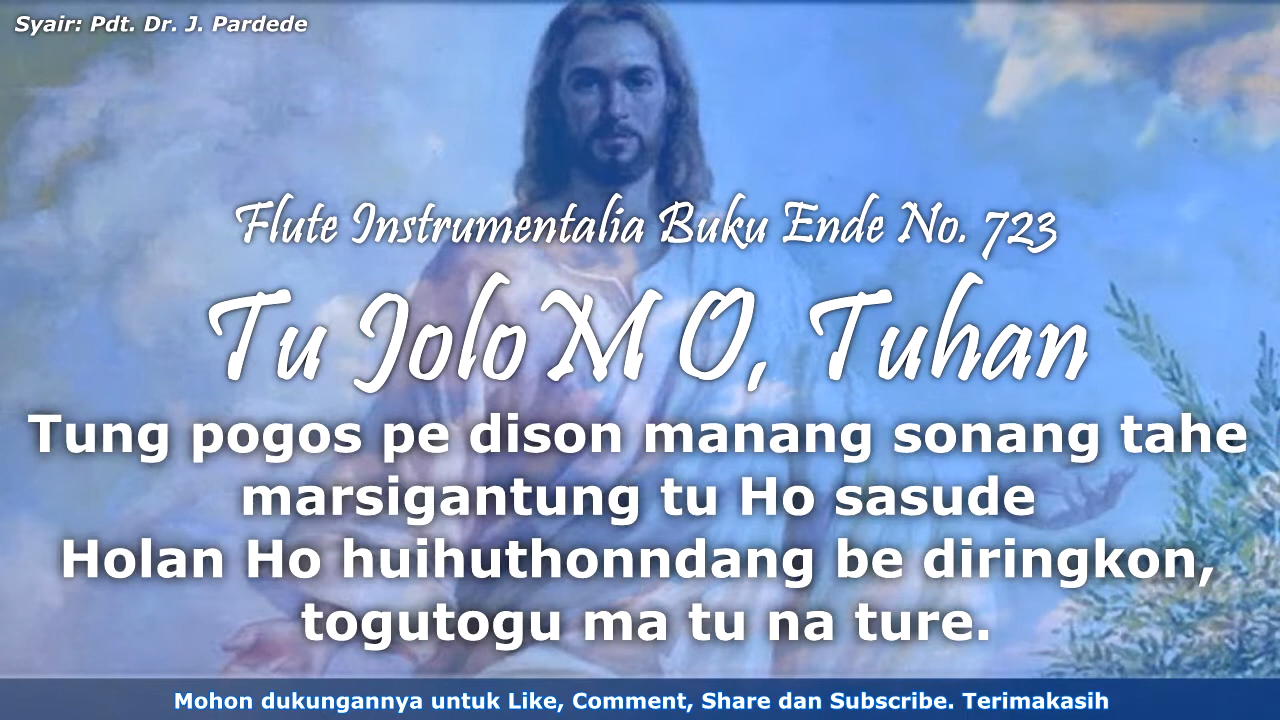 Syair: Pdt. Dr. J. Pardede
Flute Instrumentalia Buku Ende No. 723
Tu Jolo M O, Tuhan
Tung pogos pe dison manang sonang tahe
marsigantung tu Ho sasude
Holan Ho huihuthonndang be diringkon,
togutogu ma tu na ture.
Mohon dukungannya untuk Like, Comment, Share dan Subscribe. Terimakasih